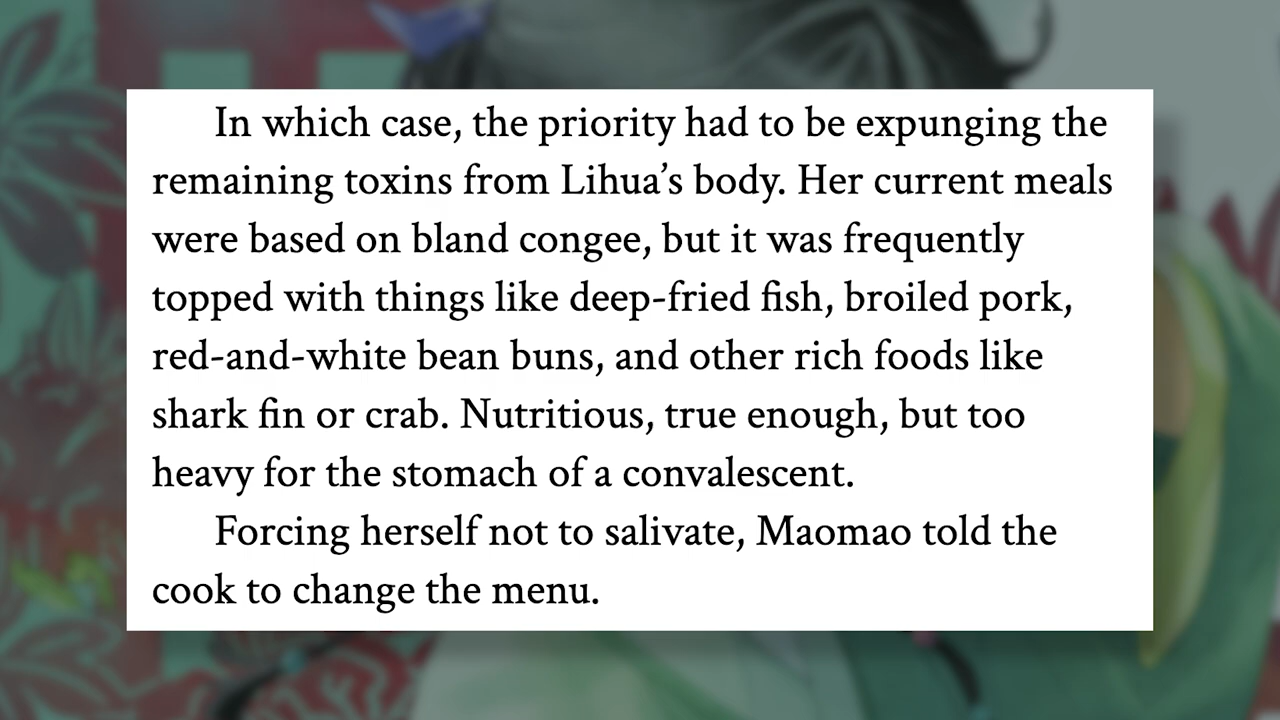 In which case, the priority had to be expunging the
remaining toxins from Lihua’s body. Her current meals
were based on bland congee, but it was frequently
topped with things like deep-fried fish, broiled pork,
red-and-white bean buns, and other rich foods like
shark fin or crab. Nutritious, true enough, but too
heavy for the stomach of a convalescent.
Forcing herself not to salivate, Maomao told the
cook to change the menu.